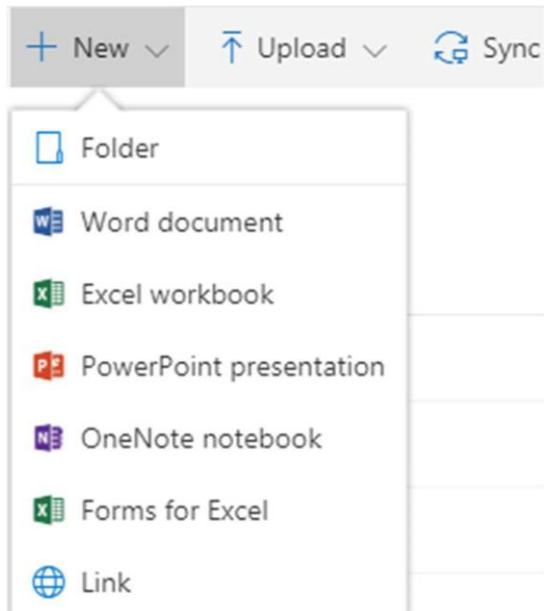 New Upload Sync
Folder
Word document
Excel workbook
PowerPoint presentation
OneNote notebook
Forms for Excel
Link